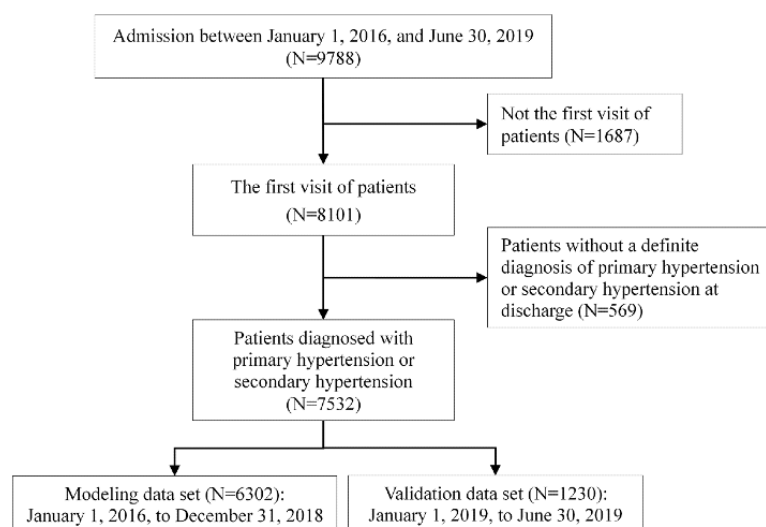 Admission between January 1, 2016, and June 30, 2019
(N=9788)
Not the first visit of
patients (N=1687)
The first visit of patients
(N=8101)
Patients without a definite
diagnosis of primary hypertension
or secondary hypertension at
discharge (N=569)
Patients diagnosed with
primary hypertension or
secondary hypertension
(N=7532)
Modeling data set (N=6302):
January 1, 2016, to December 31, 2018
Validation data set (N=1230):
January 1, 2019, to June 30, 2019